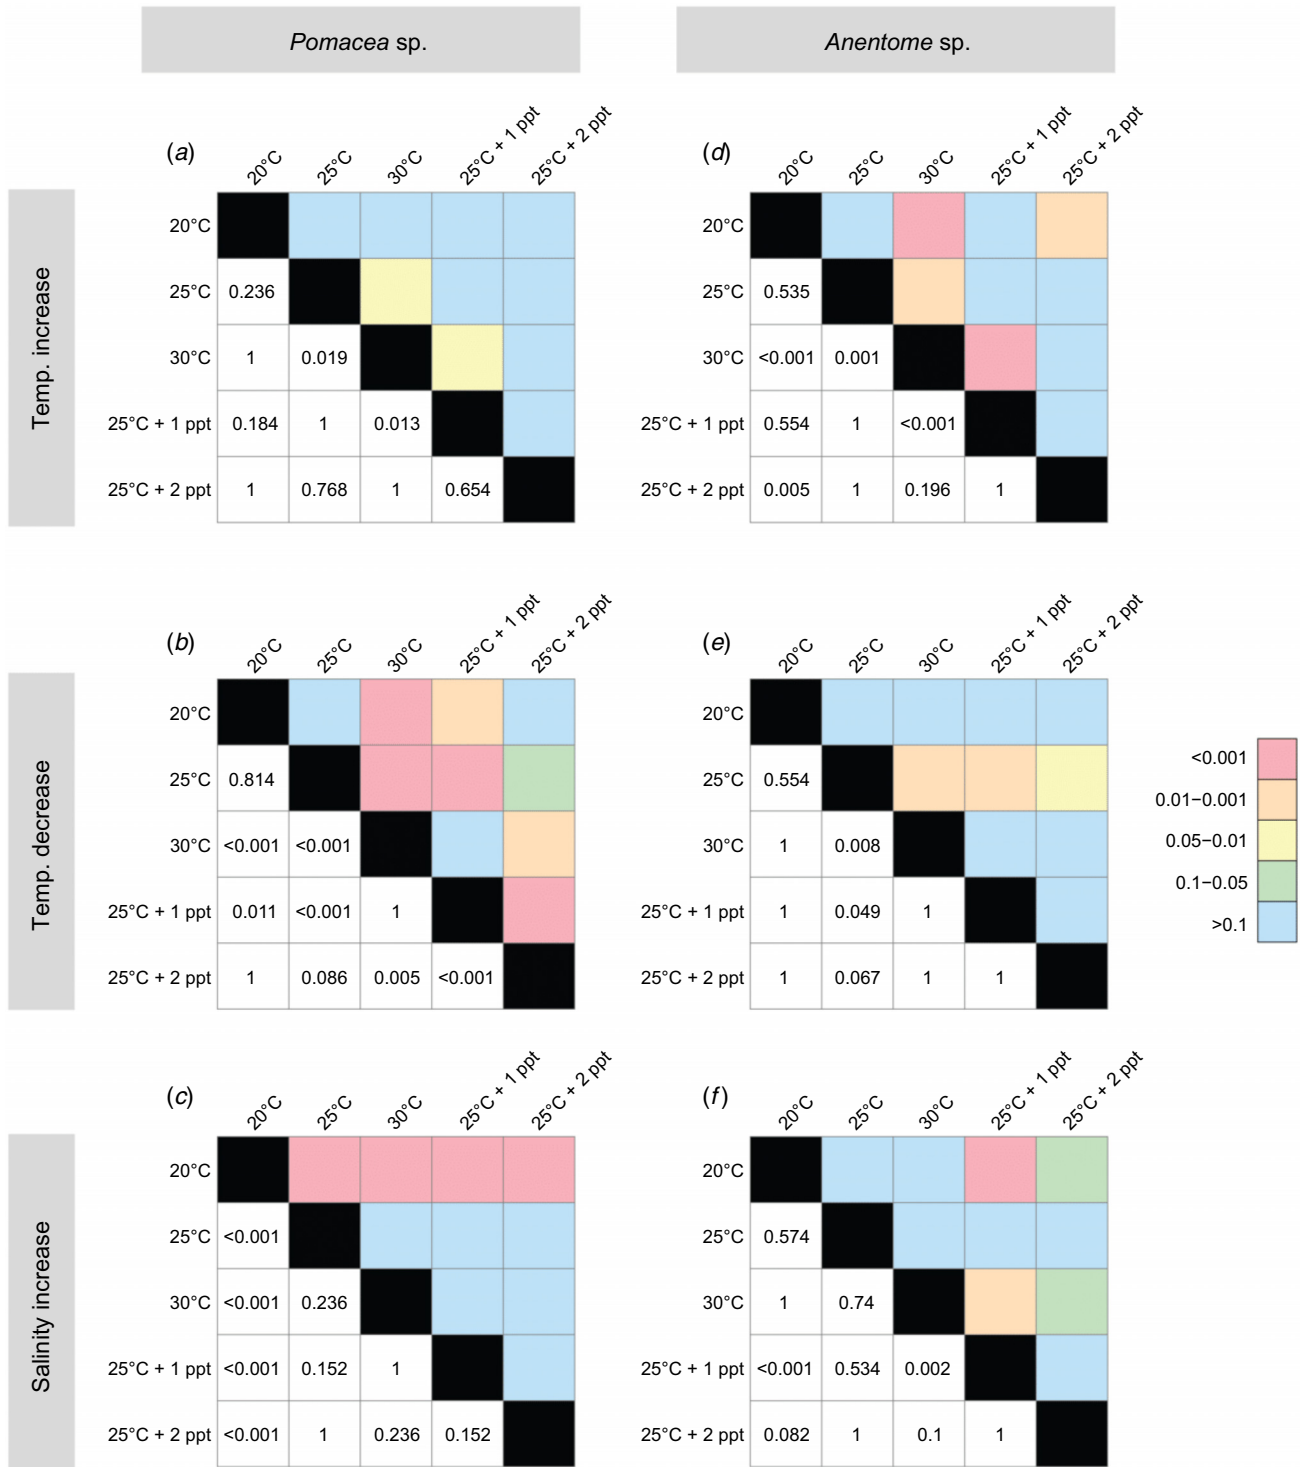 Pomacea sp.
Anentome sp.
Temp. increase
(a)
20°C 25°C 30°C 25°C + 1 ppt 25°C + 2 ppt
20°C
25°C 0.236
30°C 1 0.019
25°C + 1 ppt 0.184 1 0.013
25°C + 2 ppt 1 0.768 1 0.654
(d)
20°C 25°C 30°C 25°C + 1 ppt 25°C + 2 ppt
20°C
25°C 0.535
30°C <0.001 0.001
25°C + 1 ppt 0.554 1 <0.001
25°C + 2 ppt 0.005 1 0.196 1
Temp. decrease
(b)
20°C 25°C 30°C 25°C + 1 ppt 25°C + 2 ppt
20°C
25°C 0.814
30°C <0.001 <0.001
25°C + 1 ppt 0.011 <0.001 1
25°C + 2 ppt 1 0.086 0.005 <0.001
(e)
20°C 25°C 30°C 25°C + 1 ppt 25°C + 2 ppt
20°C
25°C 0.554
30°C 1 0.008
25°C + 1 ppt 1 0.049 1
25°C + 2 ppt 1 0.067 1 1
<0.001
0.01−0.001
0.05−0.01
0.1−0.05
>0.1
Salinity increase
(c)
20°C 25°C 30°C 25°C + 1 ppt 25°C + 2 ppt
20°C
25°C <0.001
30°C <0.001 0.236
25°C + 1 ppt <0.001 0.152 1
25°C + 2 ppt <0.001 1 0.236 0.152
(f)
20°C 25°C 30°C 25°C + 1 ppt 25°C + 2 ppt
20°C
25°C 0.574
30°C 1 0.74
25°C + 1 ppt <0.001 0.534 0.002
25°C + 2 ppt 0.082 1 0.1 1